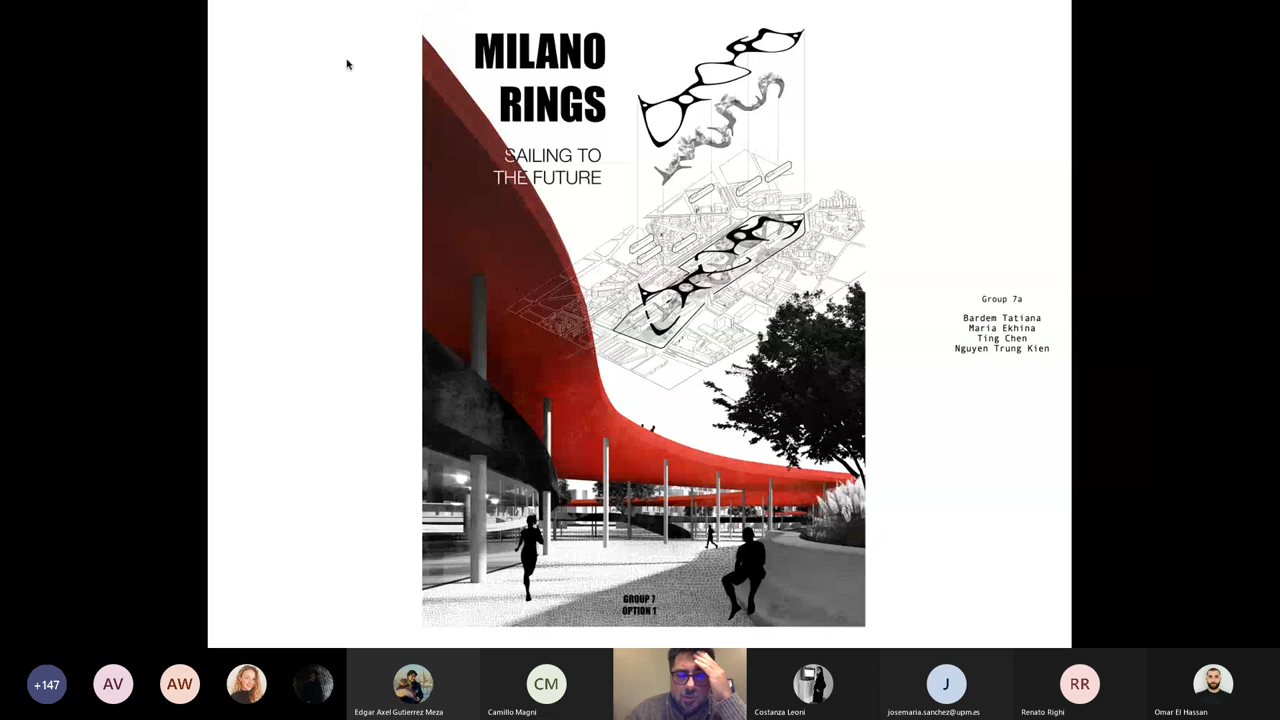 MILANO
RINGS
SAILING TO
THE FUTURE
Group 7a
Bardem Tatiana
Maria Ekhina
Ting Chen
Nguyen Trung Kien
GROUP 7
OPTION 1
+147
AV
AW
Edgar Axel Gutierrez Meza
CM
Camillo Magni
Costanza Leoni
J
josemaria.sanchez@upm.es
RR
Renato Righi
Omar El Hassan